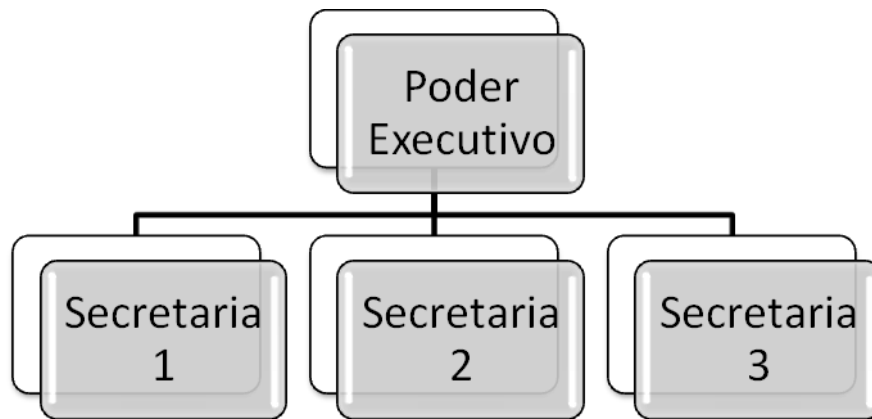 Poder
Executivo
Secretaria
1
Secretaria
2
Secretaria
3